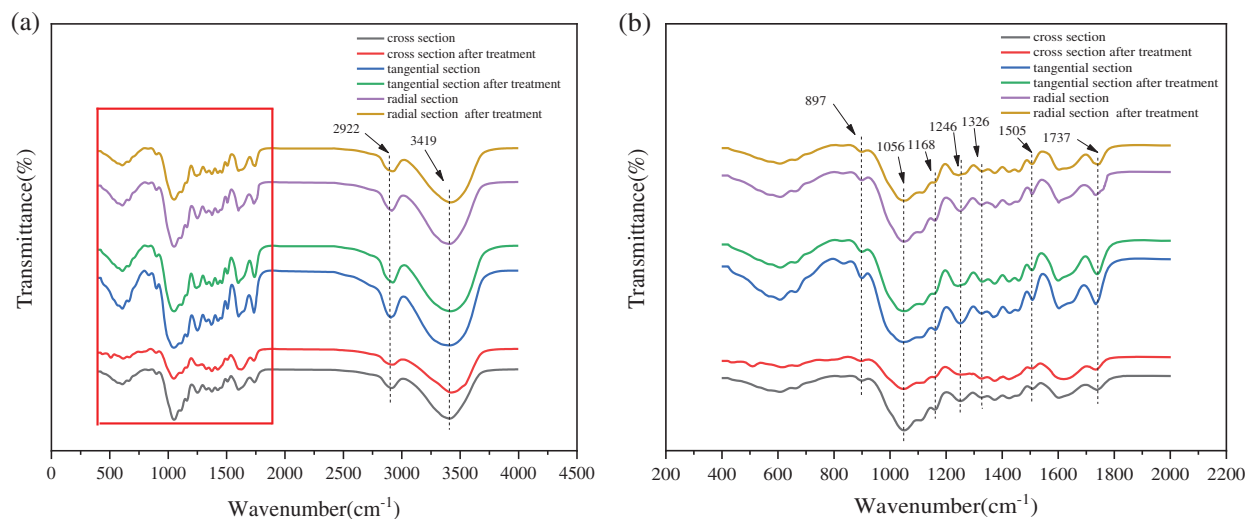 (a)
cross section
cross section after treatment
tangential section
tangential section after treatment
radial section
radial section  after treatment
2922
3419
Transmittance(%)
0 500 1000 1500 2000 2500 3000 3500 4000 4500
Wavenumber(cm⁻¹)
(b)
cross section
cross section after treatment
tangential section
tangential section after treatment
radial section
radial section  after treatment
897
1056
1168
1246
1326
1505
1737
Transmittance(%)
200 400 600 800 1000 1200 1400 1600 1800 2000 2200
Wavenumber(cm⁻¹)